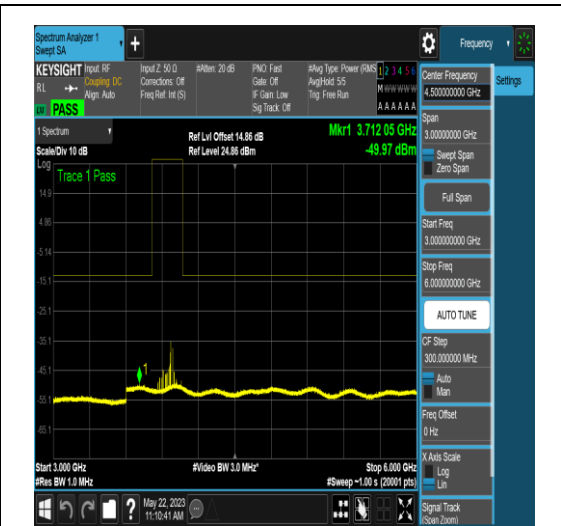 Spectrum Analyzer 1
Swept SA
+
Frequency
KEYSIGHT
RL
PASS
Input: RF
Coupling: DC
Align: Auto
Input Z: 50 Ω
Corrections: Off
Freq Ref: Int (S)
#Atten: 20 dB
PNO: Fast
Gate: Off
IF Gain: Low
Sig Track: Off
#Avg Type: Power (RMS
Avg|Hold: 5/5
Trig: Free Run
1 2 3 4 5 6
M W W W W W
A A A A A A
1 Spectrum
Scale/Div 10 dB
Ref Lvl Offset 14.86 dB
Ref Level 24.86 dBm
Mkr1 3.712 05 GHz
-49.97 dBm
Log
Trace 1 Pass
14.9
4.86
-5.14
-15.1
-25.1
-35.1
1
-55.1
-65.1
Start 3.000 GHz
#Res BW 1.0 MHz
#Video BW 3.0 MHz*
Stop 6.000 GHz
#Sweep ~1.00 s (20001 pts)
May 22, 2023
11:10:41 AM
Settings
Center Frequency
4.500000000 GHz
Span
3.00000000 GHz
Swept Span
Zero Span
Full Span
Start Freq
3.000000000 GHz
Stop Freq
6.000000000 GHz
AUTO TUNE
CF Step
300.000000 MHz
Auto
Man
Freq Offset
0 Hz
X Axis Scale
Log
Lin
Signal Track
(Span Zoom)